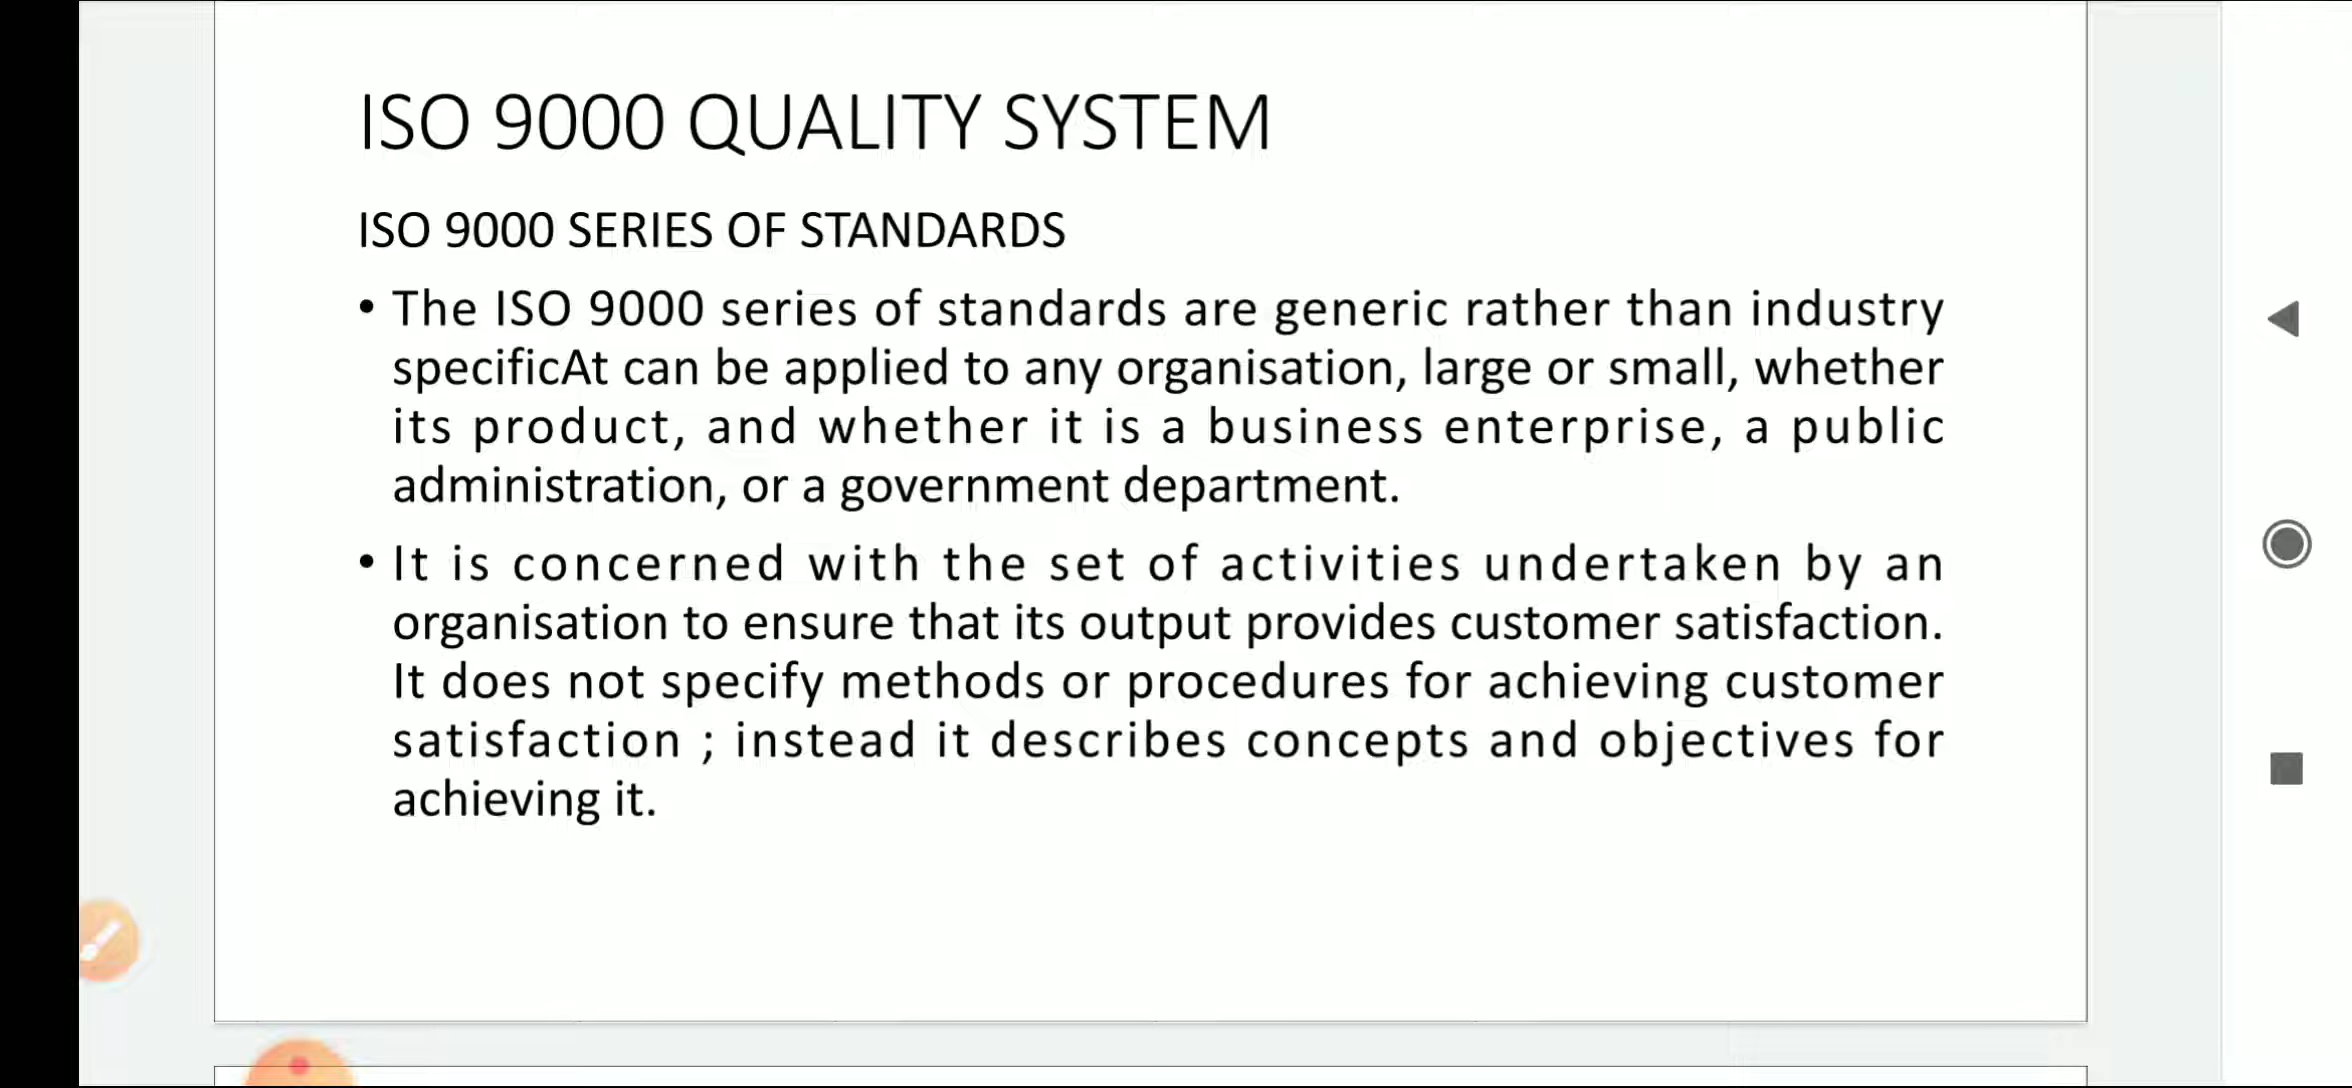 ISO 9000 QUALITY SYSTEM
ISO 9000 SERIES OF STANDARDS
• The ISO 9000 series of standards are generic rather than industry
specificAt can be applied to any organisation, large or small, whether
its product, and whether it is a business enterprise, a public
administration, or a government department.
• It is concerned with the set of activities undertaken by an
organisation to ensure that its output provides customer satisfaction.
It does not specify methods or procedures for achieving customer
satisfaction ; instead it describes concepts and objectives for
achieving it.